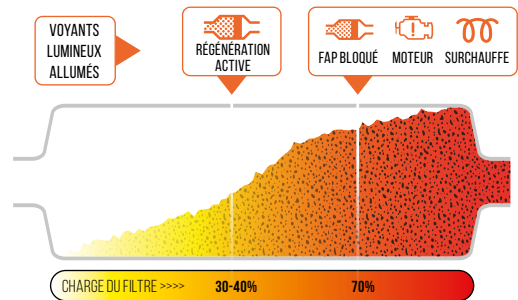 VOYANTS
LUMINEUX
ALLUMÉS
RÉGÉNÉRATION
ACTIVE
FAP BLOQUÉ MOTEUR SURCHAUFFE
CHARGE DU FILTRE >>>> 30-40% 70%